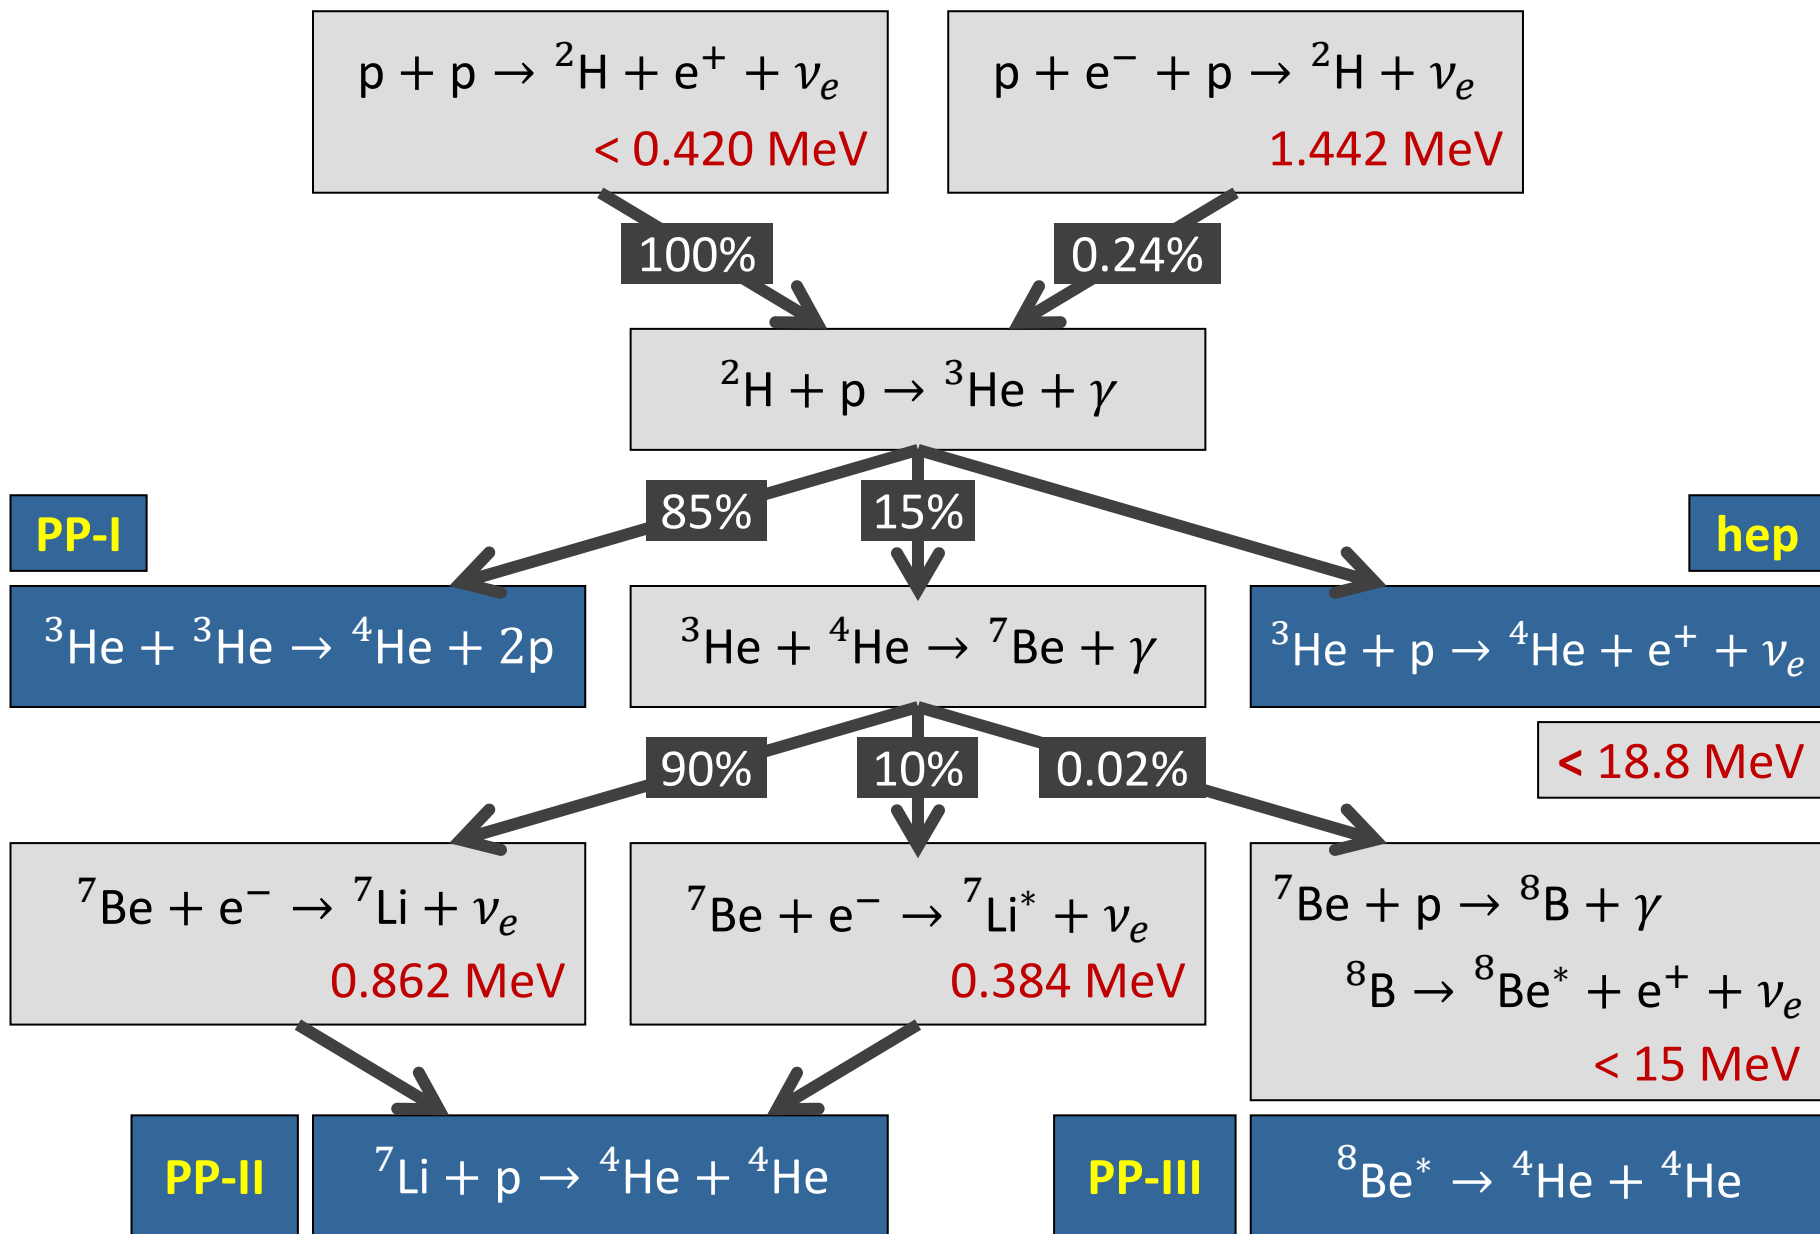 p + p → ²H + e⁺ + νₑ
< 0.420 MeV
p + e⁻ + p → ²H + νₑ
1.442 MeV
100%
0.24%
²H + p → ³He + γ
85%
15%
PP-I
hep
³He + ³He → ⁴He + 2p
³He + ⁴He → ⁷Be + γ
³He + p → ⁴He + e⁺ + νₑ
< 18.8 MeV
90%
10%
0.02%
⁷Be + e⁻ → ⁷Li + νₑ
0.862 MeV
⁷Be + e⁻ → ⁷Li* + νₑ
0.384 MeV
⁷Be + p → ⁸B + γ
⁸B → ⁸Be* + e⁺ + νₑ
< 15 MeV
PP-II
⁷Li + p → ⁴He + ⁴He
PP-III
⁸Be* → ⁴He + ⁴He